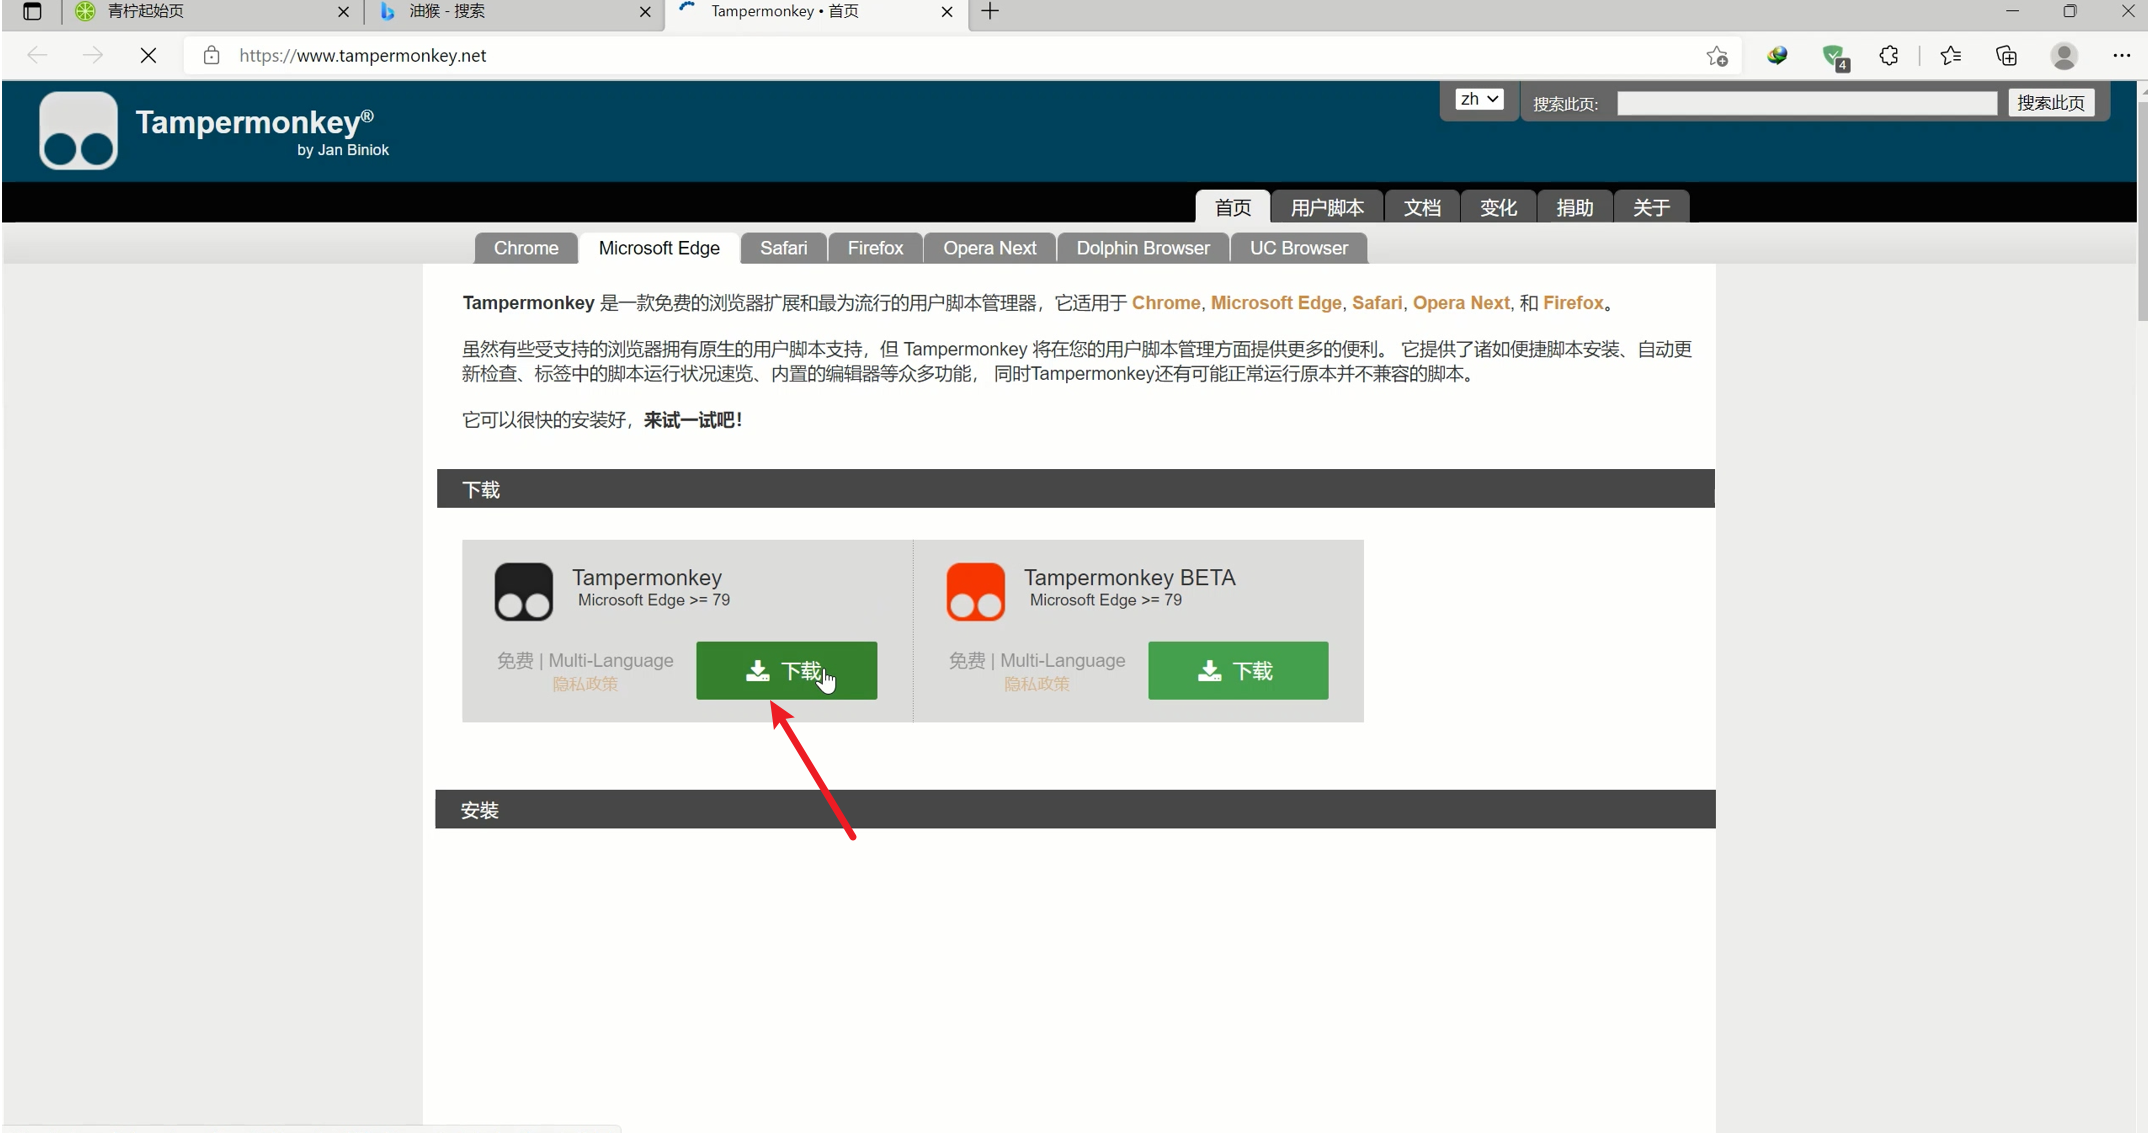 青柠起始页
油猴 - 搜索
Tampermonkey • 首页
https://www.tampermonkey.net
4
Tampermonkey®
by Jan Biniok
zh
搜索此页:
搜索此页
首页
用户脚本
文档
变化
捐助
关于
Chrome
Microsoft Edge
Safari
Firefox
Opera Next
Dolphin Browser
UC Browser
Tampermonkey 是一款免费的浏览器扩展和最为流行的用户脚本管理器，它适用于 Chrome, Microsoft Edge, Safari, Opera Next, 和 Firefox。
虽然有些受支持的浏览器拥有原生的用户脚本支持，但 Tampermonkey 将在您的用户脚本管理方面提供更多的便利。 它提供了诸如便捷脚本安装、自动更
新检查、标签中的脚本运行状况速览、内置的编辑器等众多功能， 同时Tampermonkey还有可能正常运行原本并不兼容的脚本。
它可以很快的安装好，来试一试吧！
下载
Tampermonkey
Microsoft Edge >= 79
免费 | Multi-Language
隐私政策
下载
Tampermonkey BETA
Microsoft Edge >= 79
免费 | Multi-Language
隐私政策
下载
安裝